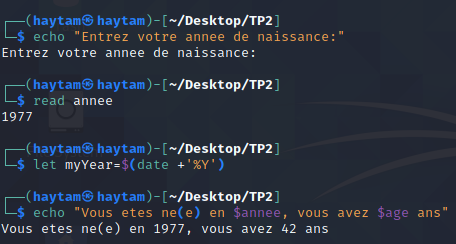 ┌──(haytam㉿haytam)-[~/Desktop/TP2]
└─$ echo "Entrez votre annee de naissance:"
Entrez votre annee de naissance:
┌──(haytam㉿haytam)-[~/Desktop/TP2]
└─$ read annee
1977
┌──(haytam㉿haytam)-[~/Desktop/TP2]
└─$ let myYear=$(date +'%Y')
┌──(haytam㉿haytam)-[~/Desktop/TP2]
└─$ echo "Vous etes ne(e) en $annee, vous avez $age ans"
Vous etes ne(e) en 1977, vous avez 42 ans